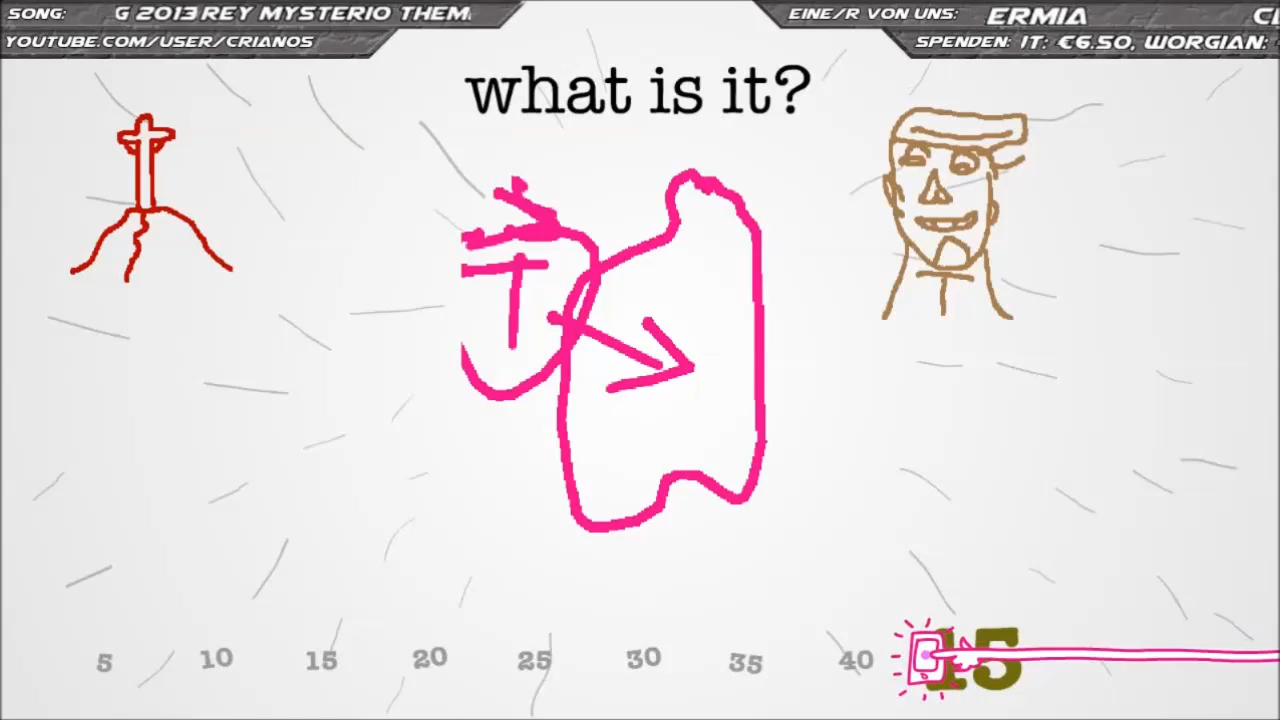 SONG: G 2013 REY MYSTERIO THEM
YOUTUBE.COM/USER/CRIANOS
EINE/R VON UNS: ERMIA
SPENDEN: IT: €6.50, WORGIAN:
what is it?
T
5 10 15 20 25 30 35 40 15